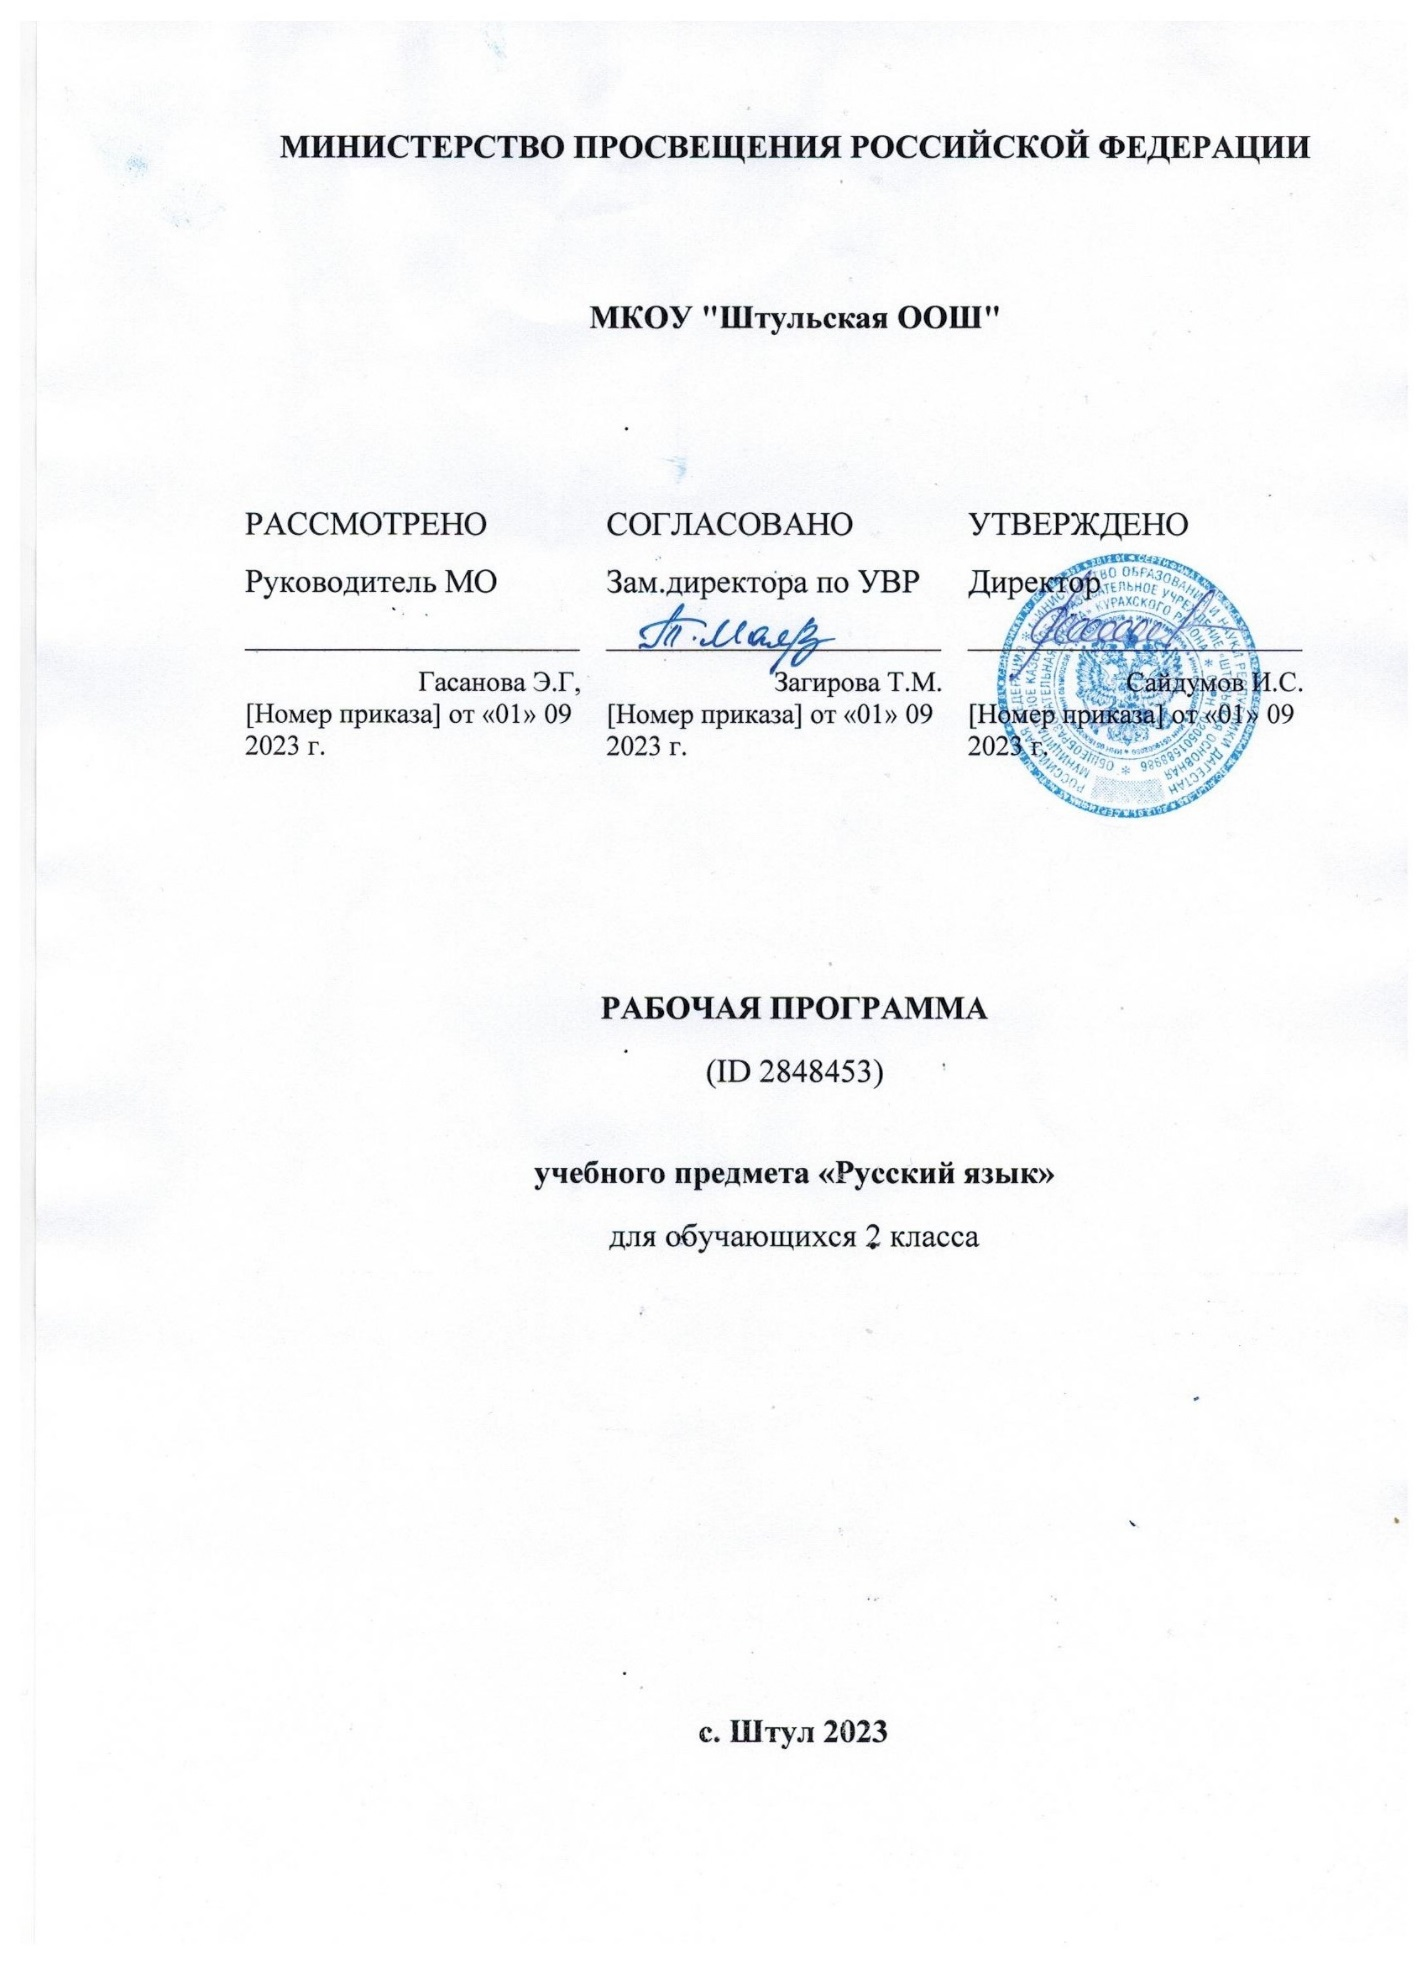 МИНИСТЕРСТВО ПРОСВЕЩЕНИЯ РОССИЙСКОЙ ФЕДЕРАЦИИ
МКОУ "Штульская ООШ"
РАССМОТРЕНО
Руководитель МО
Гасанова Э.Г,
[Номер приказа] от «01» 09
2023 г.
СОГЛАСОВАНО
Зам.директора по УВР
Загирова Т.М.
[Номер приказа] от «01» 09
2023 г.
УТВЕРЖДЕНО
Директор
Сайдумов И.С.
[Номер приказа] от «01» 09
2023 г.
РАБОЧАЯ ПРОГРАММА
(ID 2848453)
учебного предмета «Русский язык»
для обучающихся 2 класса
с. Штул 2023